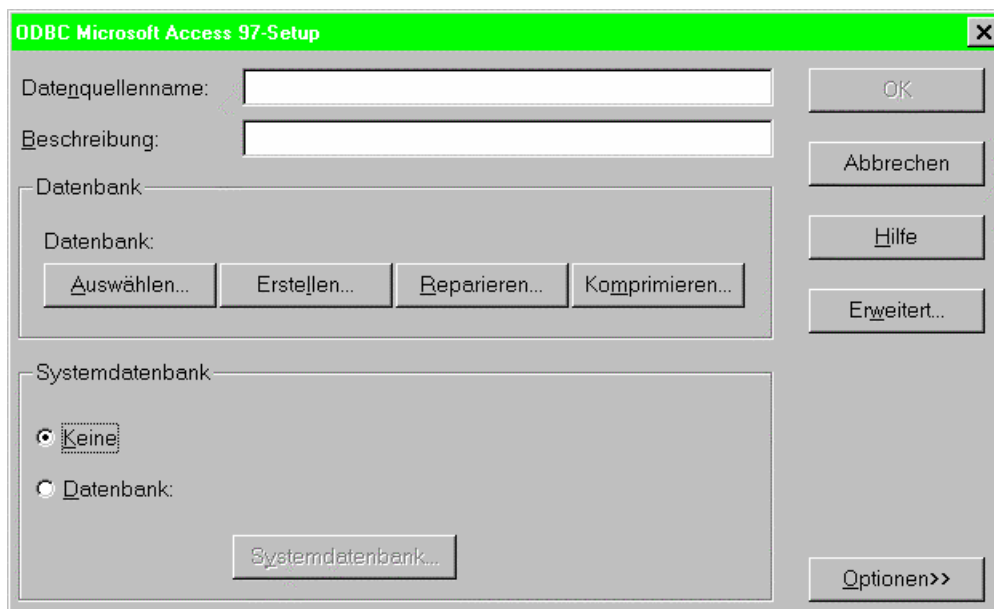 ODBC Microsoft Access 97-Setup
Datenquellenname:
OK
Beschreibung:
Abbrechen
Datenbank
Hilfe
Datenbank:
Auswählen...
Erstellen...
Reparieren...
Komprimieren...
Erweitert...
Systemdatenbank
Keine
Datenbank:
Systemdatenbank...
Optionen>>